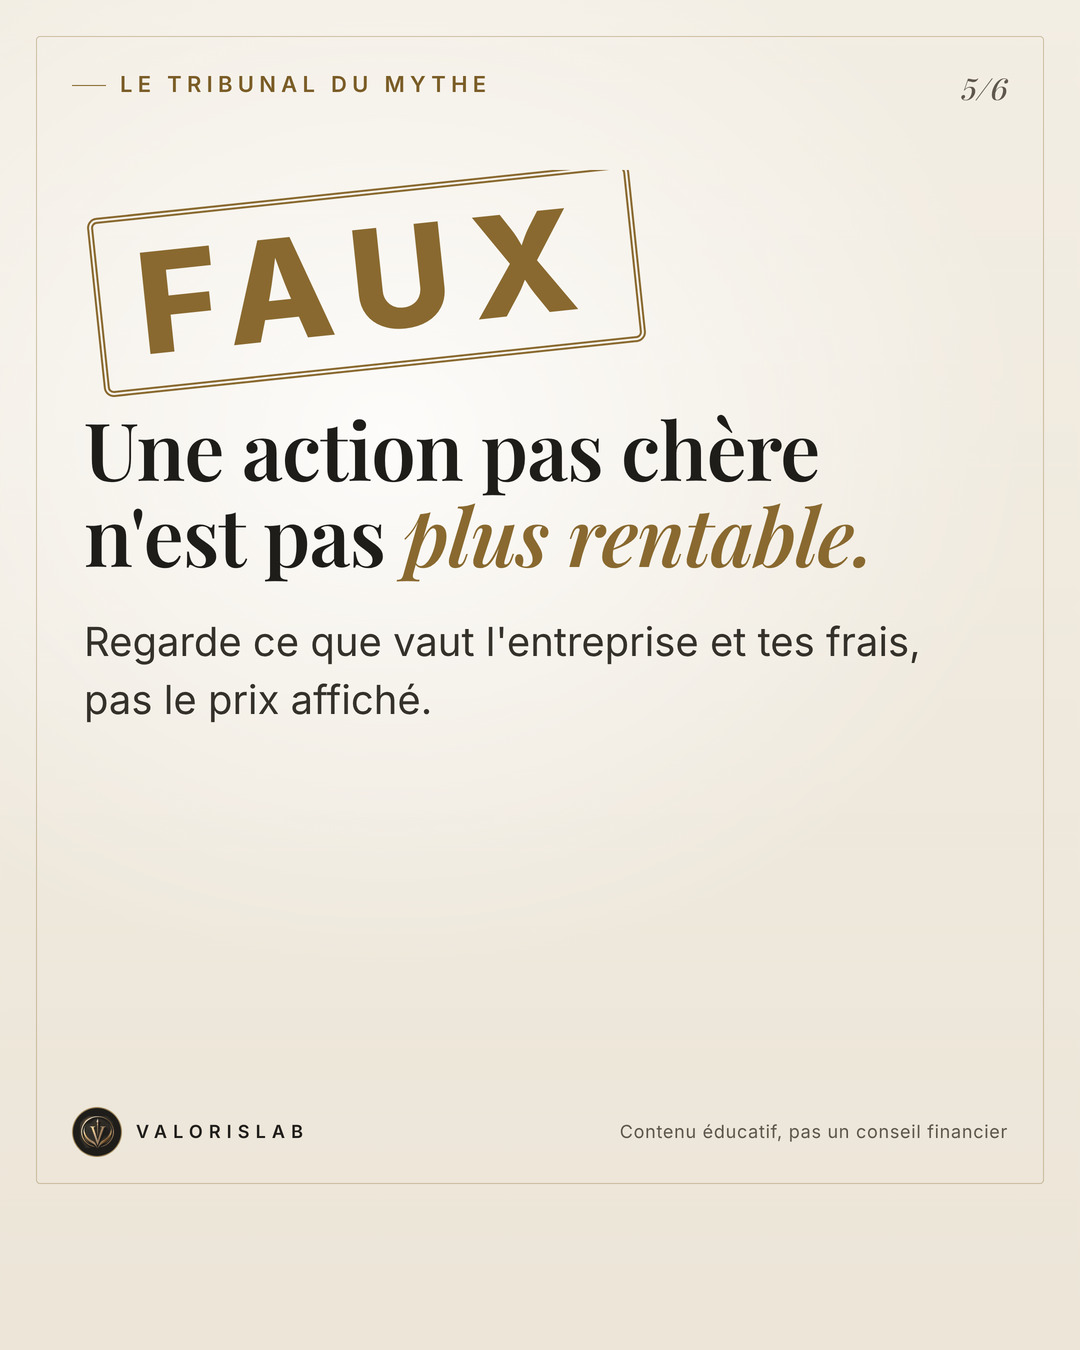 LE TRIBUNAL DU MYTHE
5/6
FAUX
Une action pas chère
n'est pas plus rentable.
Regarde ce que vaut l'entreprise et tes frais,
pas le prix affiché.
VALORISLAB
Contenu éducatif, pas un conseil financier